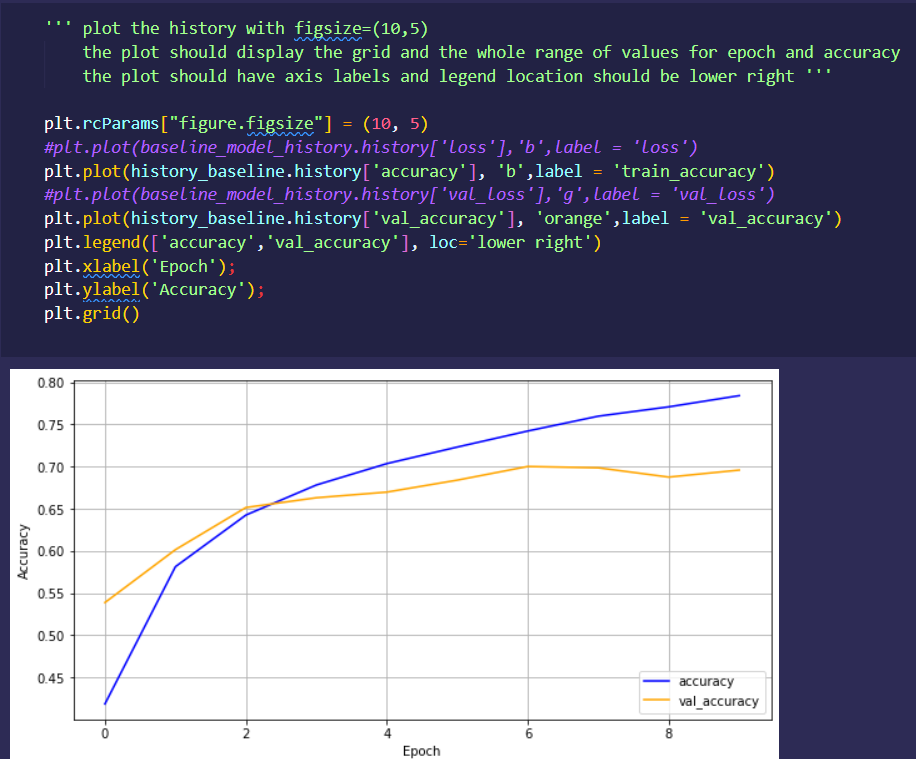 ''' plot the history with figsize=(10,5)
the plot should display the grid and the whole range of values for epoch and accuracy
the plot should have axis labels and legend location should be lower right '''
plt.rcParams["figure.figsize"] = (10, 5)
#plt.plot(baseline_model_history.history['loss'],'b',label = 'loss')
plt.plot(history_baseline.history['accuracy'], 'b',label = 'train_accuracy')
#plt.plot(baseline_model_history.history['val_loss'],'g',label = 'val_loss')
plt.plot(history_baseline.history['val_accuracy'], 'orange',label = 'val_accuracy')
plt.legend(['accuracy','val_accuracy'], loc='lower right')
plt.xlabel('Epoch');
plt.ylabel('Accuracy');
plt.grid()
0.80
0.75
0.70
0.65
0.60
0.55
0.50
0.45
Accuracy
accuracy
val_accuracy
0 2 4 6 8
Epoch